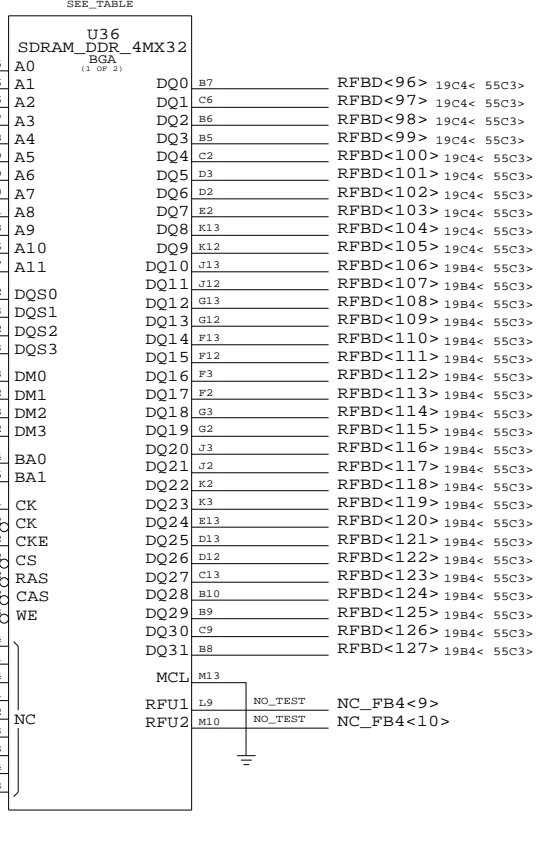 SEE_TABLE
U36
SDRAM_DDR_4MX32
BGA
(1 OF 2)
A0
A1 DQ0 B7 RFBD<96> 19C4< 55C3>
A2 DQ1 C6 RFBD<97> 19C4< 55C3>
A3 DQ2 B6 RFBD<98> 19C4< 55C3>
A4 DQ3 B5 RFBD<99> 19C4< 55C3>
A5 DQ4 C2 RFBD<100> 19C4< 55C3>
A6 DQ5 D3 RFBD<101> 19C4< 55C3>
A7 DQ6 D2 RFBD<102> 19C4< 55C3>
A8 DQ7 E2 RFBD<103> 19C4< 55C3>
A9 DQ8 K13 RFBD<104> 19C4< 55C3>
A10 DQ9 K12 RFBD<105> 19C4< 55C3>
A11 DQ10 J13 RFBD<106> 19B4< 55C3>
DQ11 J12 RFBD<107> 19B4< 55C3>
DQS0 DQ12 G13 RFBD<108> 19B4< 55C3>
DQS1 DQ13 G12 RFBD<109> 19B4< 55C3>
DQS2 DQ14 F13 RFBD<110> 19B4< 55C3>
DQS3 DQ15 F12 RFBD<111> 19B4< 55C3>
DM0 DQ16 F3 RFBD<112> 19B4< 55C3>
DM1 DQ17 F2 RFBD<113> 19B4< 55C3>
DM2 DQ18 G3 RFBD<114> 19B4< 55C3>
DM3 DQ19 G2 RFBD<115> 19B4< 55C3>
DQ20 J3 RFBD<116> 19B4< 55C3>
BA0 DQ21 J2 RFBD<117> 19B4< 55C3>
BA1 DQ22 K2 RFBD<118> 19B4< 55C3>
CK DQ23 K3 RFBD<119> 19B4< 55C3>
CK DQ24 E13 RFBD<120> 19B4< 55C3>
CKE DQ25 D13 RFBD<121> 19B4< 55C3>
CS DQ26 D12 RFBD<122> 19B4< 55C3>
RAS DQ27 C13 RFBD<123> 19B4< 55C3>
CAS DQ28 B10 RFBD<124> 19B4< 55C3>
WE DQ29 B9 RFBD<125> 19B4< 55C3>
DQ30 C9 RFBD<126> 19B4< 55C3>
DQ31 B8 RFBD<127> 19B4< 55C3>
MCL M13
RFU1 L9 NO_TEST NC_FB4<9>
NC RFU2 M10 NO_TEST NC_FB4<10>